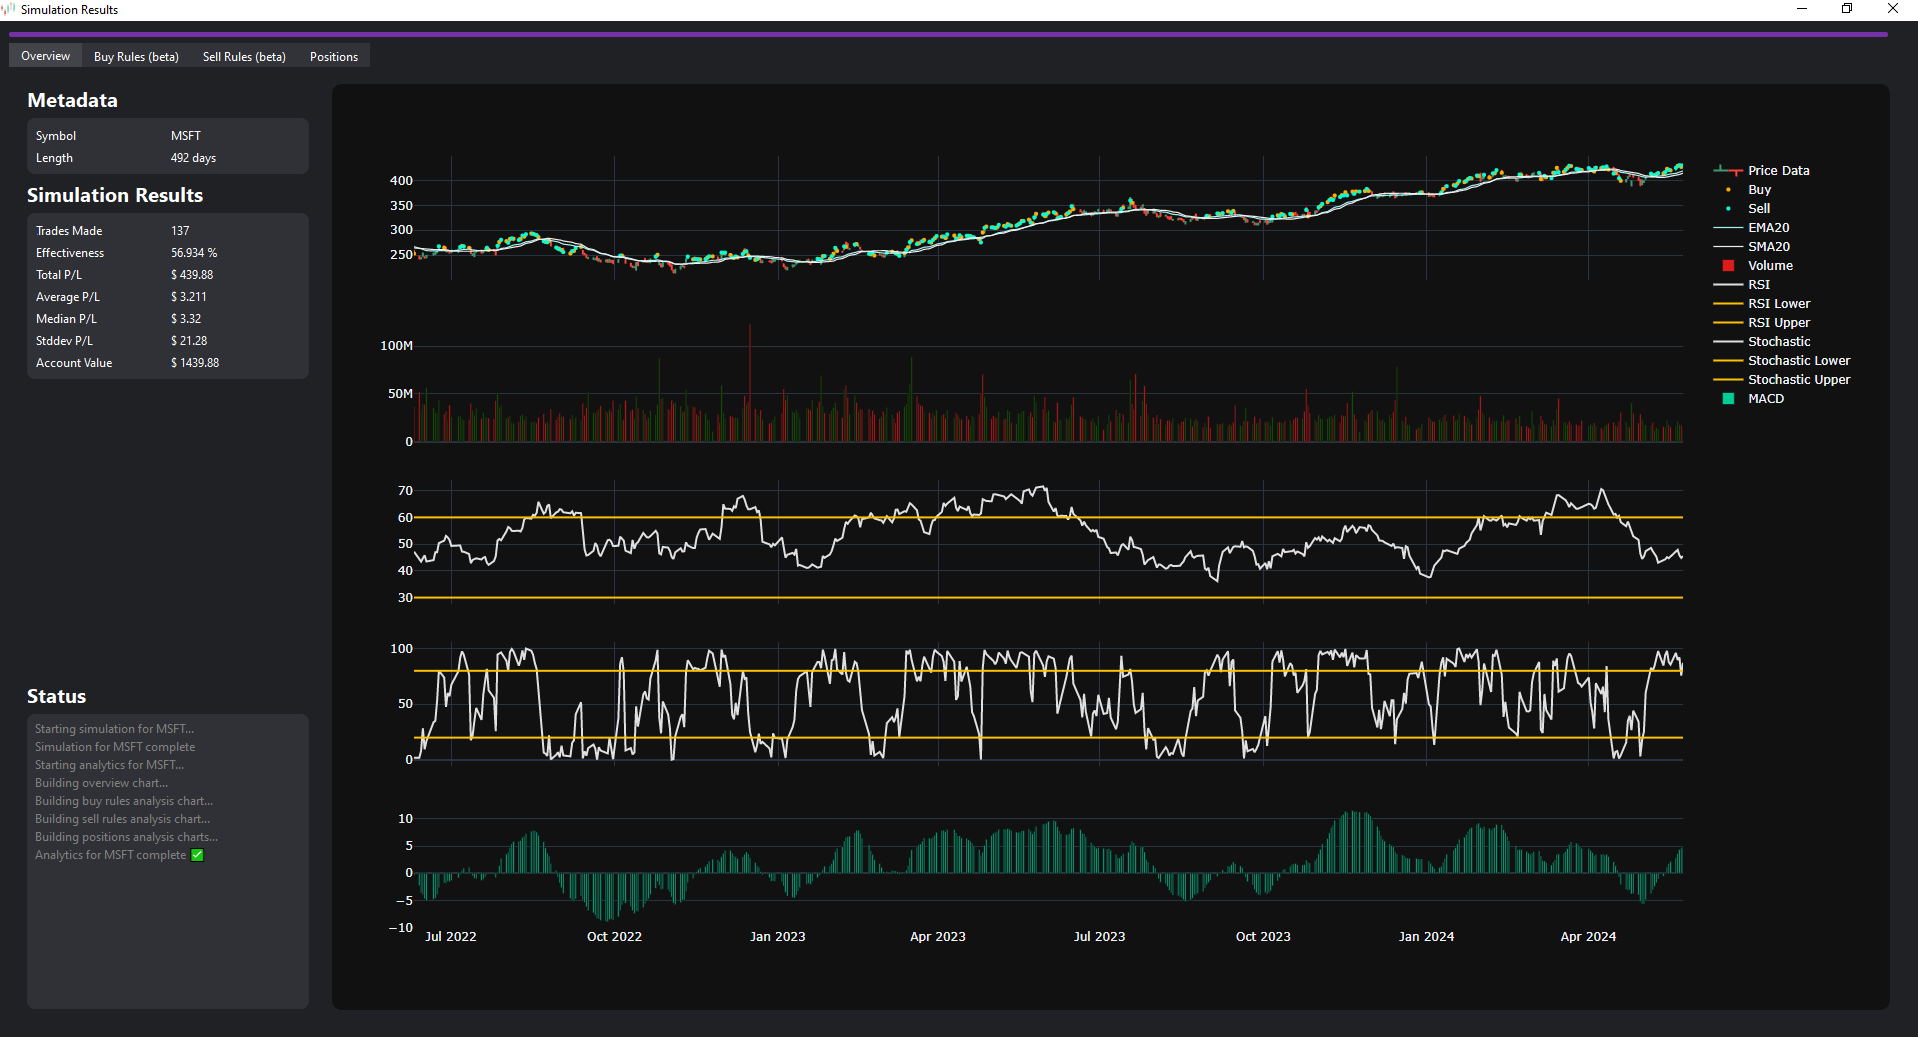 Simulation Results
Overview
Buy Rules (beta)
Sell Rules (beta)
Positions
Metadata
Symbol MSFT
Length 492 days
Simulation Results
Trades Made 137
Effectiveness 56.934 %
Total P/L $ 439.88
Average P/L $ 3.211
Median P/L $ 3.32
Stddev P/L $ 21.28
Account Value $ 1439.88
Status
Starting simulation for MSFT...
Simulation for MSFT complete
Starting analytics for MSFT...
Building overview chart...
Building buy rules analysis chart...
Building sell rules analysis chart...
Building positions analysis charts...
Analytics for MSFT complete ✅
400
350
300
250
100M
50M
0
70
60
50
40
30
100
50
0
10
5
0
−5
−10
Jul 2022
Oct 2022
Jan 2023
Apr 2023
Jul 2023
Oct 2023
Jan 2024
Apr 2024
Price Data
Buy
Sell
EMA20
SMA20
Volume
RSI
RSI Lower
RSI Upper
Stochastic
Stochastic Lower
Stochastic Upper
MACD